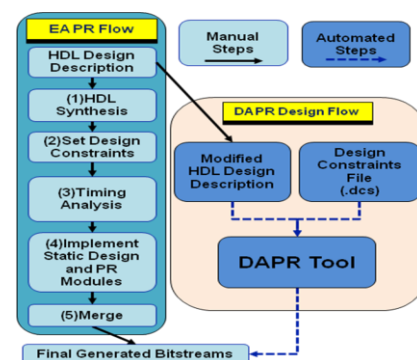 EA PR Flow
HDL Design
Description
(1)HDL
Synthesis
(2)Set Design
Constraints
(3)Timing
Analysis
(4)Implement
Static Design
and PR
Modules
(5)Merge
Final Generated Bitstreams
Manual
Steps
Automated
Steps
DAPR Design Flow
Modified
HDL Design
Description
Design
Constraints
File
(.dcs)
DAPR Tool